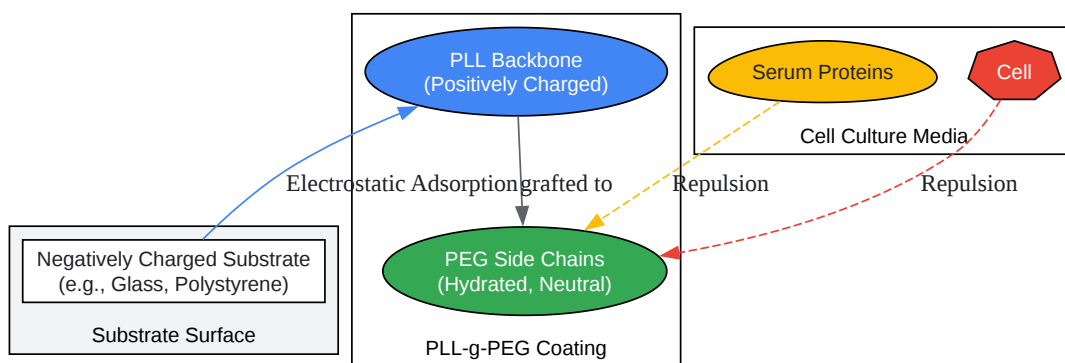 PLL Backbone
(Positively Charged)
Serum Proteins
Cell
Cell Culture Media
Electrostatic Adsorption
grafted to
Repulsion
Repulsion
Negatively Charged Substrate
(e.g., Glass, Polystyrene)
Substrate Surface
PEG Side Chains
(Hydrated, Neutral)
PLL-g-PEG Coating